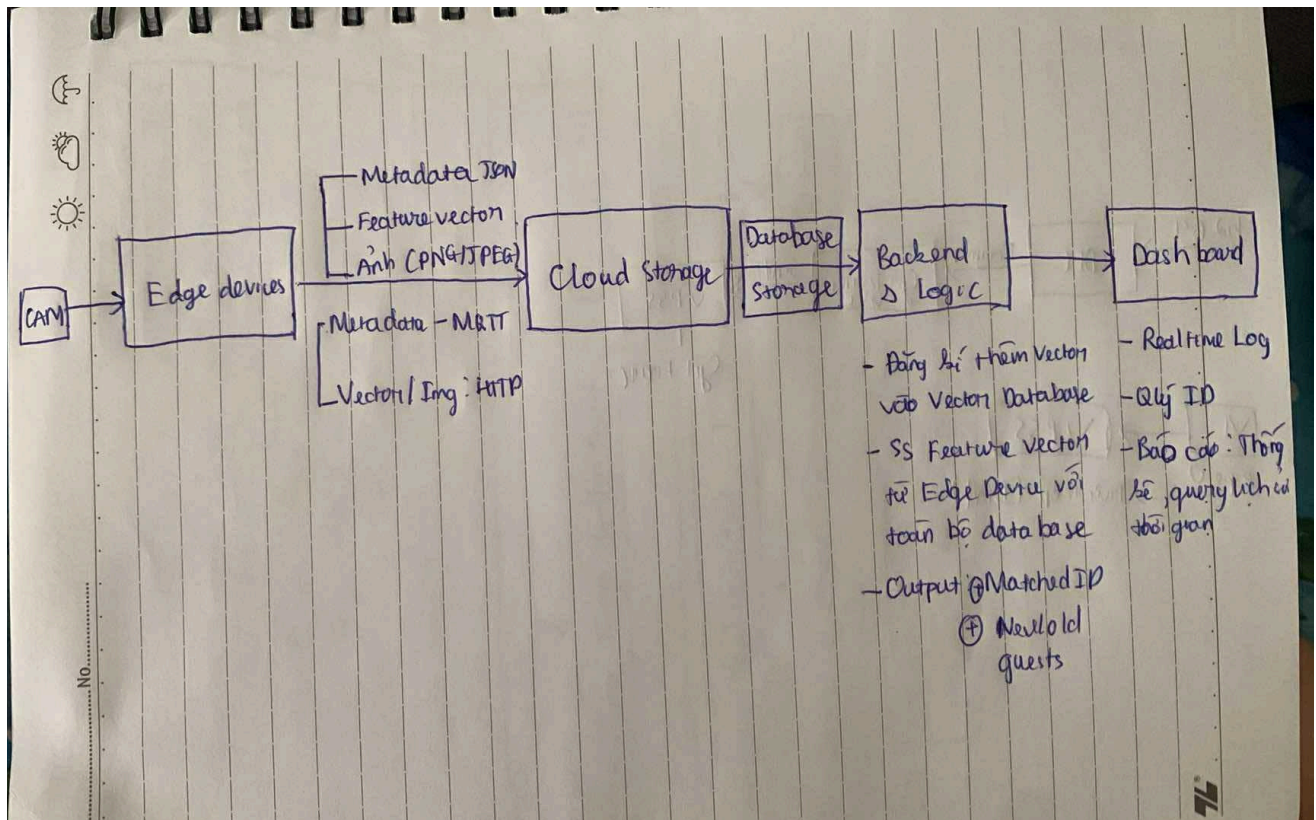 Metadata JSON
Feature vector
Ảnh (PNG/JPEG)
CAM
Edge devices
Metadata - MQTT
Vector / Img : HTTP
Cloud Storage
Database
Storage
Backend
& Logic
Dashboard
- Đăng kí thêm Vector
vào Vector Database
- SS Feature vector
từ Edge Device với
toàn bộ database
- Output : ⊕ Matched ID
⊕ New/old
guests
- Realtime Log
- Qlý ID
- Báo cáo : Thống
kê, query lịch sử
thời gian
No.